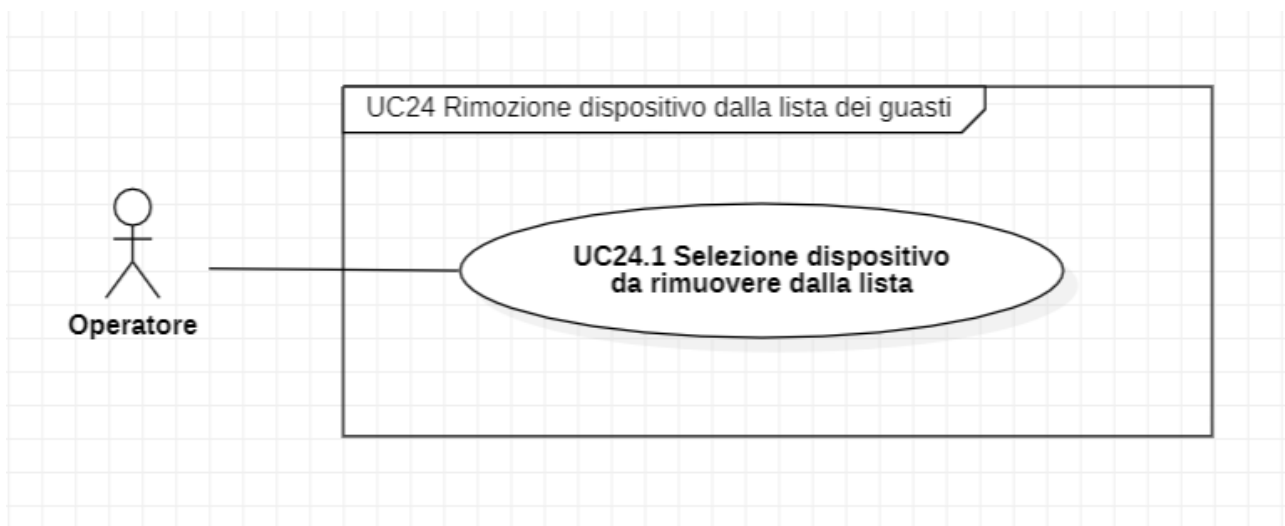 UC24 Rimozione dispositivo dalla lista dei guasti
UC24.1 Selezione dispositivo
da rimuovere dalla lista
Operatore